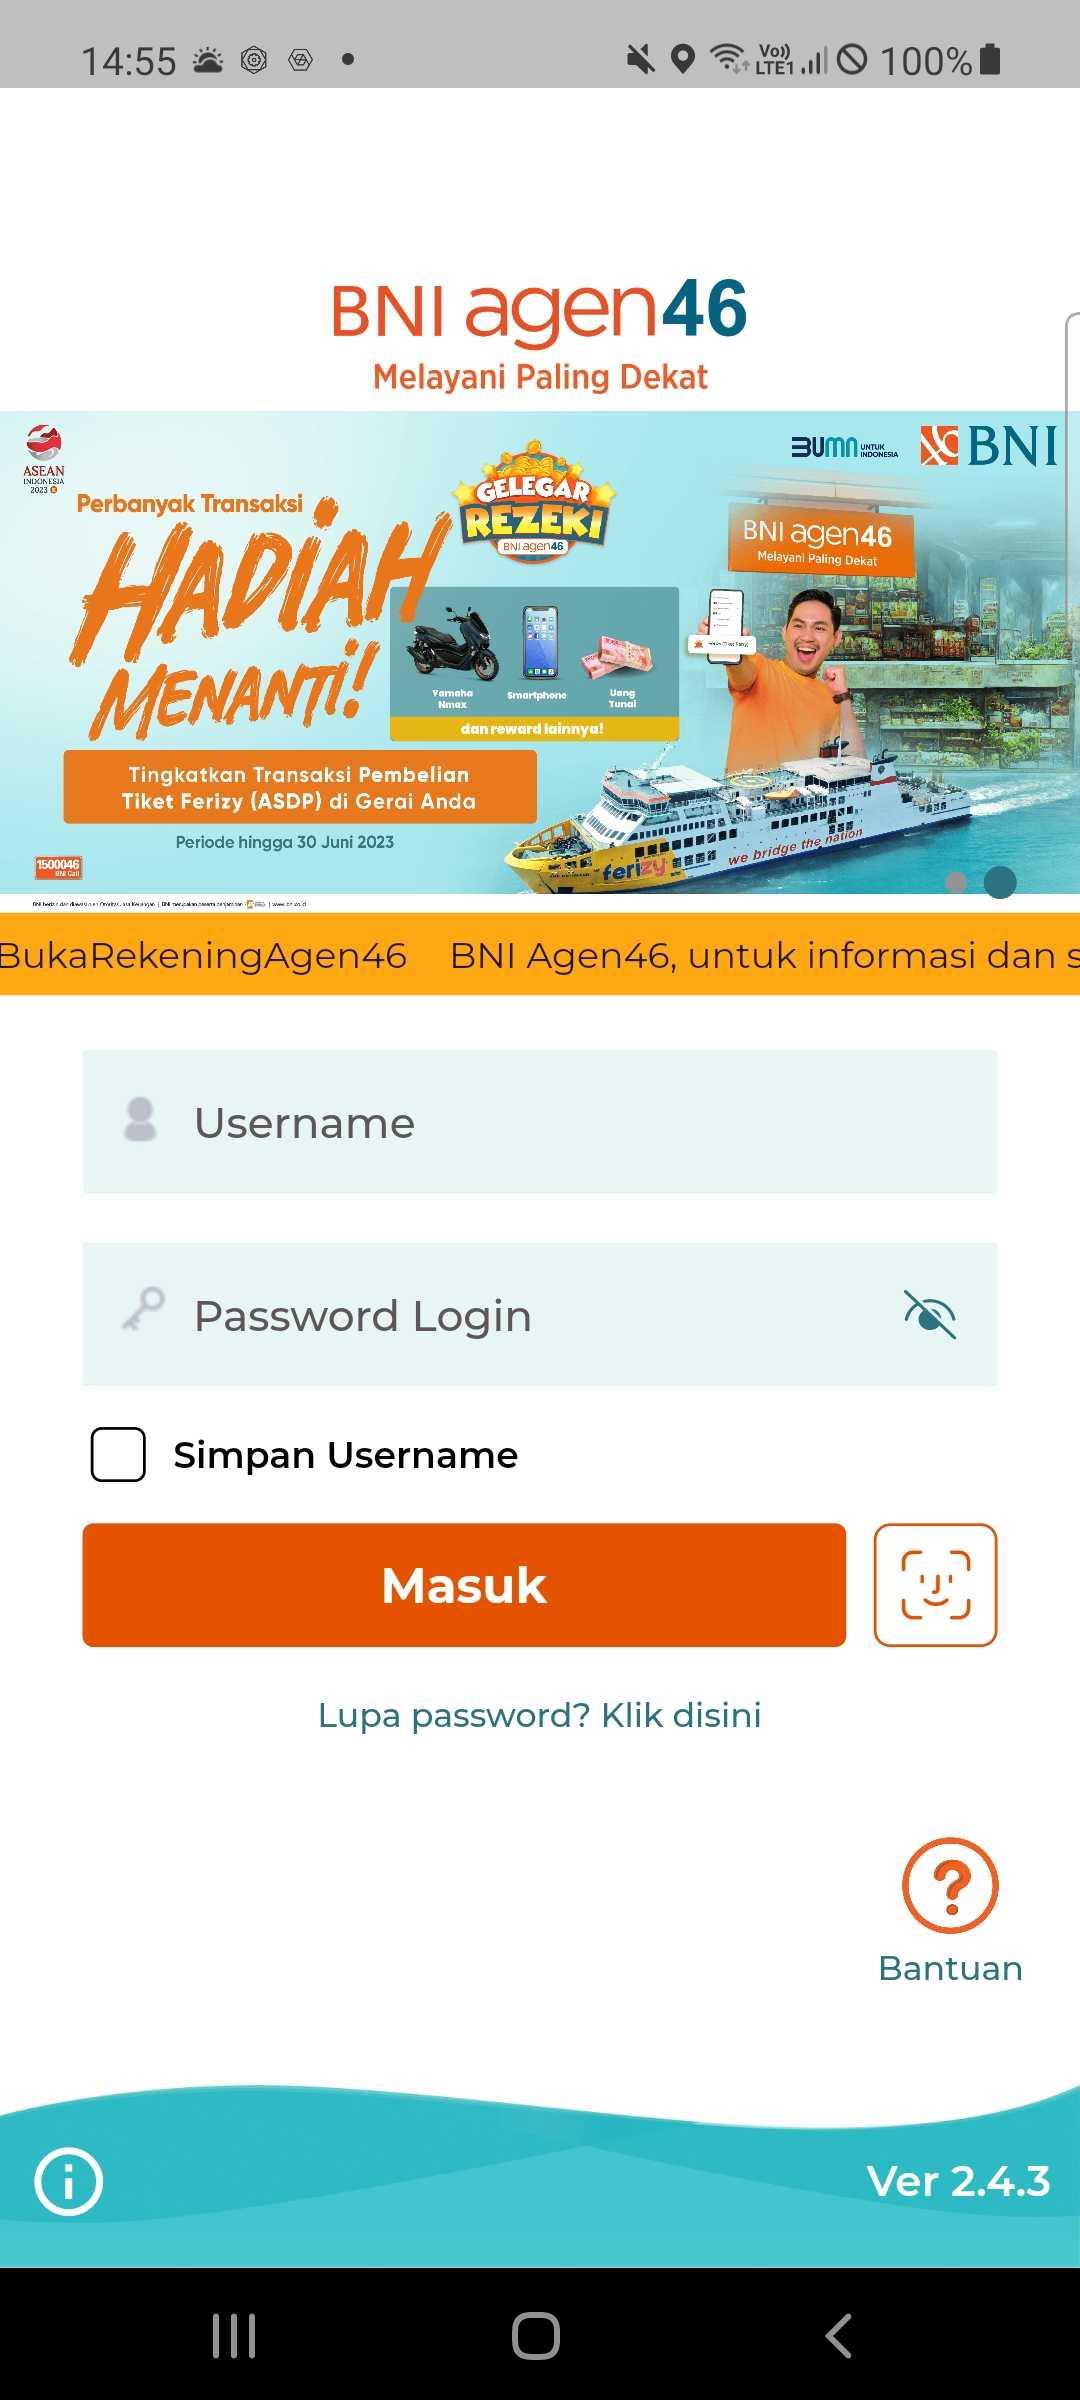 14:55
Vo))
LTE1
100%
BNI agen46
Melayani Paling Dekat
ASEAN
INDONESIA
2023
Perbanyak Transaksi
HADIAH
MENANTI!
GELEGAR
REZEKI
BNI agen46
BUMN UNTUK
INDONESIA
BNI
BNI agen46
Melayani Paling Dekat
Yamaha
Nmax
Smartphone
Uang
Tunai
dan reward lainnya!
Tingkatkan Transaksi Pembelian
Tiket Ferizy (ASDP) di Gerai Anda
Periode hingga 30 Juni 2023
ferizy
we bridge the nation
1500046
BNI Call
BukaRekeningAgen46 BNI Agen46, untuk informasi dan s
Username
Password Login
Simpan Username
Masuk
Lupa password? Klik disini
?
Bantuan
Ver 2.4.3